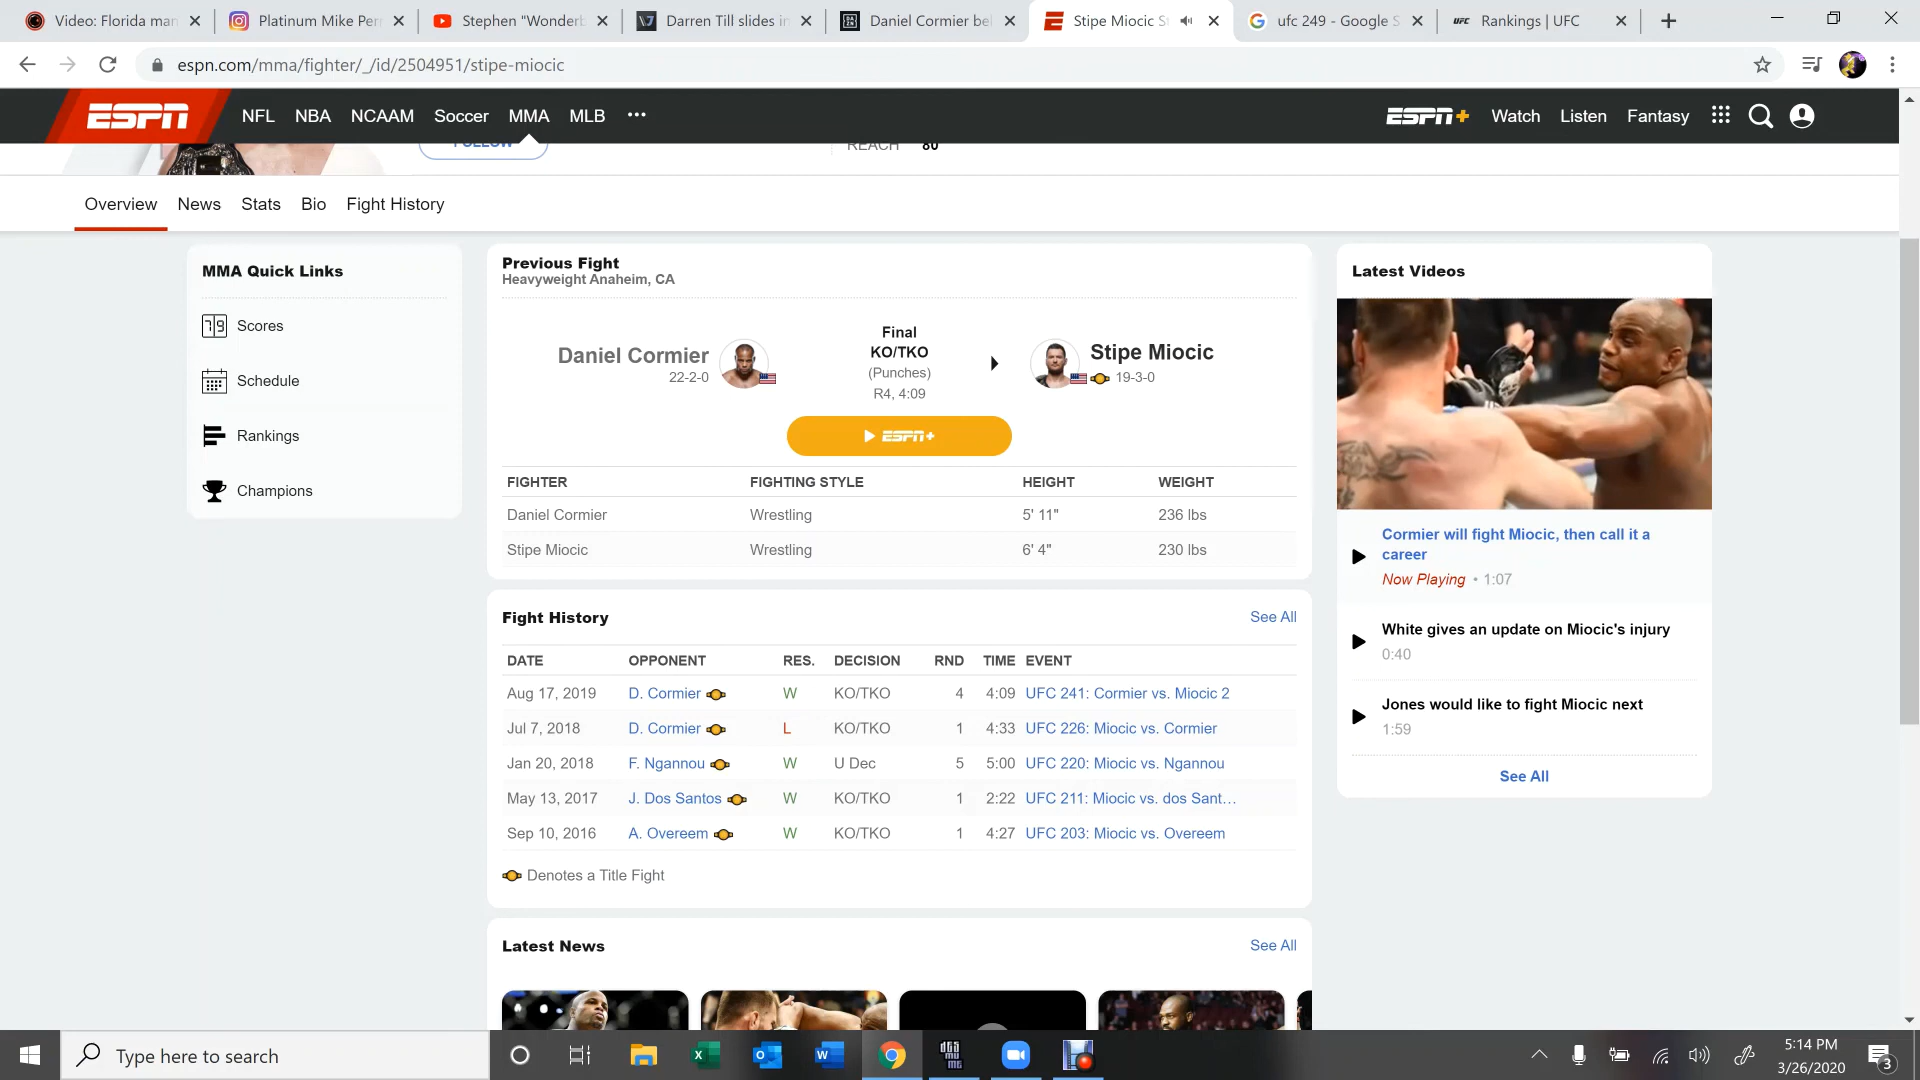 Video: Florida man
Platinum Mike Per
Stephen "Wonderb
Darren Till slides in
Daniel Cormier bel
Stipe Miocic St
ufc 249 - Google S
UFC Rankings | UFC
espn.com/mma/fighter/_/id/2504951/stipe-miocic
ESPN NFL NBA NCAAM Soccer MMA MLB ESPN+ Watch Listen Fantasy
FOLLOW REACH 80
Overview News Stats Bio Fight History
MMA Quick Links
Scores
Schedule
Rankings
Champions
Previous Fight
Heavyweight Anaheim, CA
Daniel Cormier
22-2-0
Final
KO/TKO
(Punches)
R4, 4:09
Stipe Miocic
19-3-0
ESPN+
FIGHTER FIGHTING STYLE HEIGHT WEIGHT
Daniel Cormier Wrestling 5' 11" 236 lbs
Stipe Miocic Wrestling 6' 4" 230 lbs
Fight History See All
DATE OPPONENT RES. DECISION RND TIME EVENT
Aug 17, 2019 D. Cormier W KO/TKO 4 4:09 UFC 241: Cormier vs. Miocic 2
Jul 7, 2018 D. Cormier L KO/TKO 1 4:33 UFC 226: Miocic vs. Cormier
Jan 20, 2018 F. Ngannou W U Dec 5 5:00 UFC 220: Miocic vs. Ngannou
May 13, 2017 J. Dos Santos W KO/TKO 1 2:22 UFC 211: Miocic vs. dos Sant…
Sep 10, 2016 A. Overeem W KO/TKO 1 4:27 UFC 203: Miocic vs. Overeem
Denotes a Title Fight
Latest News See All
Latest Videos
Cormier will fight Miocic, then call it a
career
Now Playing • 1:07
White gives an update on Miocic's injury
0:40
Jones would like to fight Miocic next
1:59
See All
Type here to search
5:14 PM
3/26/2020
3